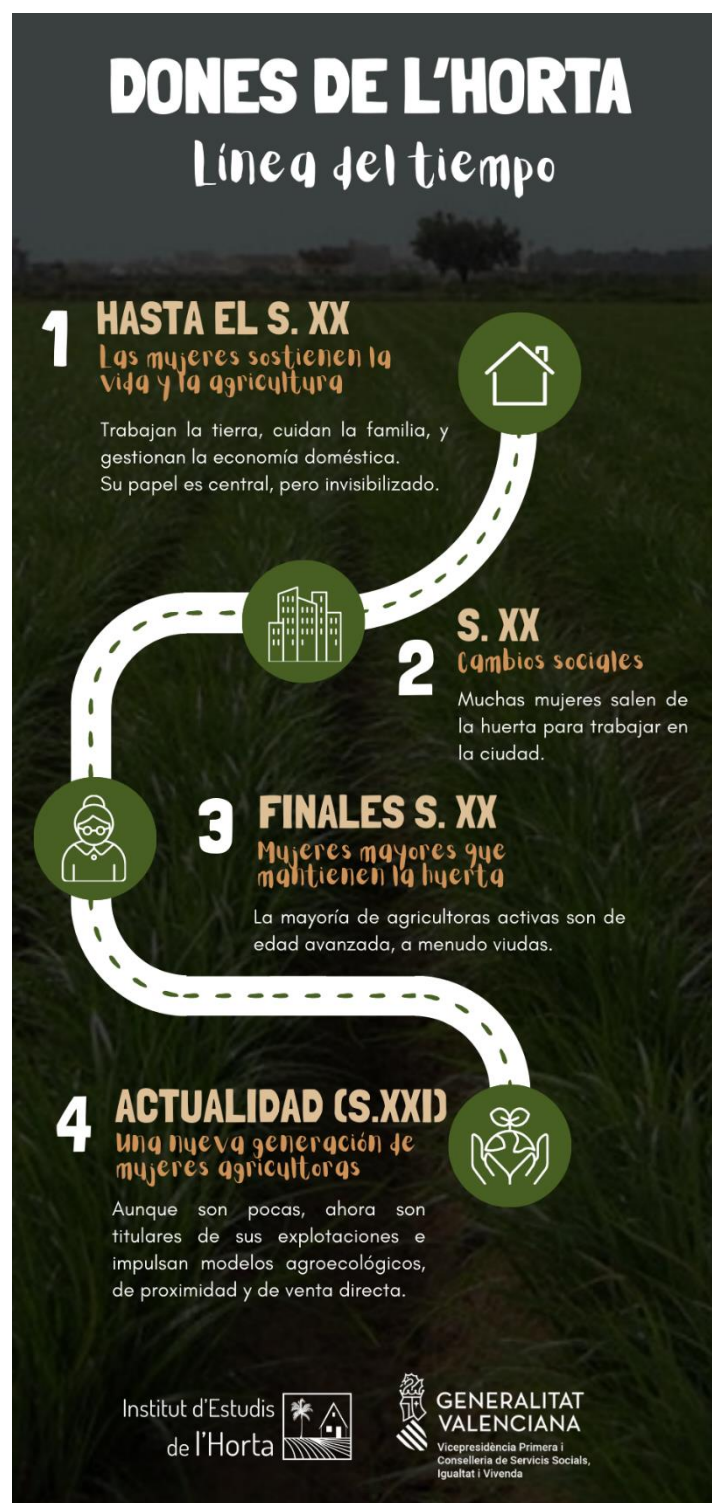 DONES DE L'HORTA
Línea del tiempo
1
HASTA EL S. XX
Las mujeres sostienen la
vida y la agricultura
Trabajan la tierra, cuidan la familia, y
gestionan la economía doméstica.
Su papel es central, pero invisibilizado.
2
S. XX
Cambios sociales
Muchas mujeres salen de
la huerta para trabajar en
la ciudad.
3
FINALES S. XX
Mujeres mayores que
mantienen la huerta
La mayoría de agricultoras activas son de
edad avanzada, a menudo viudas.
4
ACTUALIDAD (S.XXI)
Una nueva generación de
mujeres agricultoras
Aunque son pocas, ahora son
titulares de sus explotaciones e
impulsan modelos agroecológicos,
de proximidad y de venta directa.
Institut d'Estudis
de l'Horta
GENERALITAT
VALENCIANA
Vicepresidència Primera i
Conselleria de Servicis Socials,
Igualtat i Vivenda